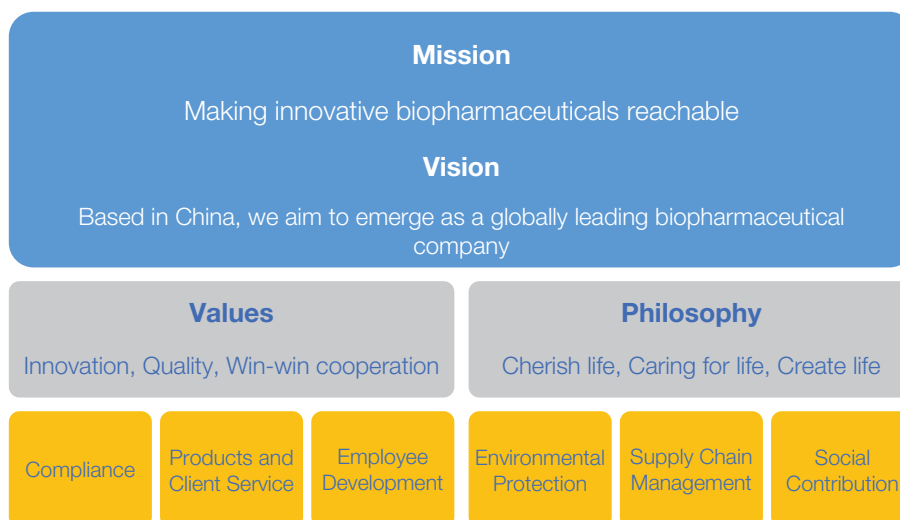 Mission
Making innovative biopharmaceuticals reachable
Vision
Based in China, we aim to emerge as a globally leading biopharmaceutical
company
Values
Innovation, Quality, Win-win cooperation
Philosophy
Cherish life, Caring for life, Create life
Compliance
Products and
Client Service
Employee
Development
Environmental
Protection
Supply Chain
Management
Social
Contribution